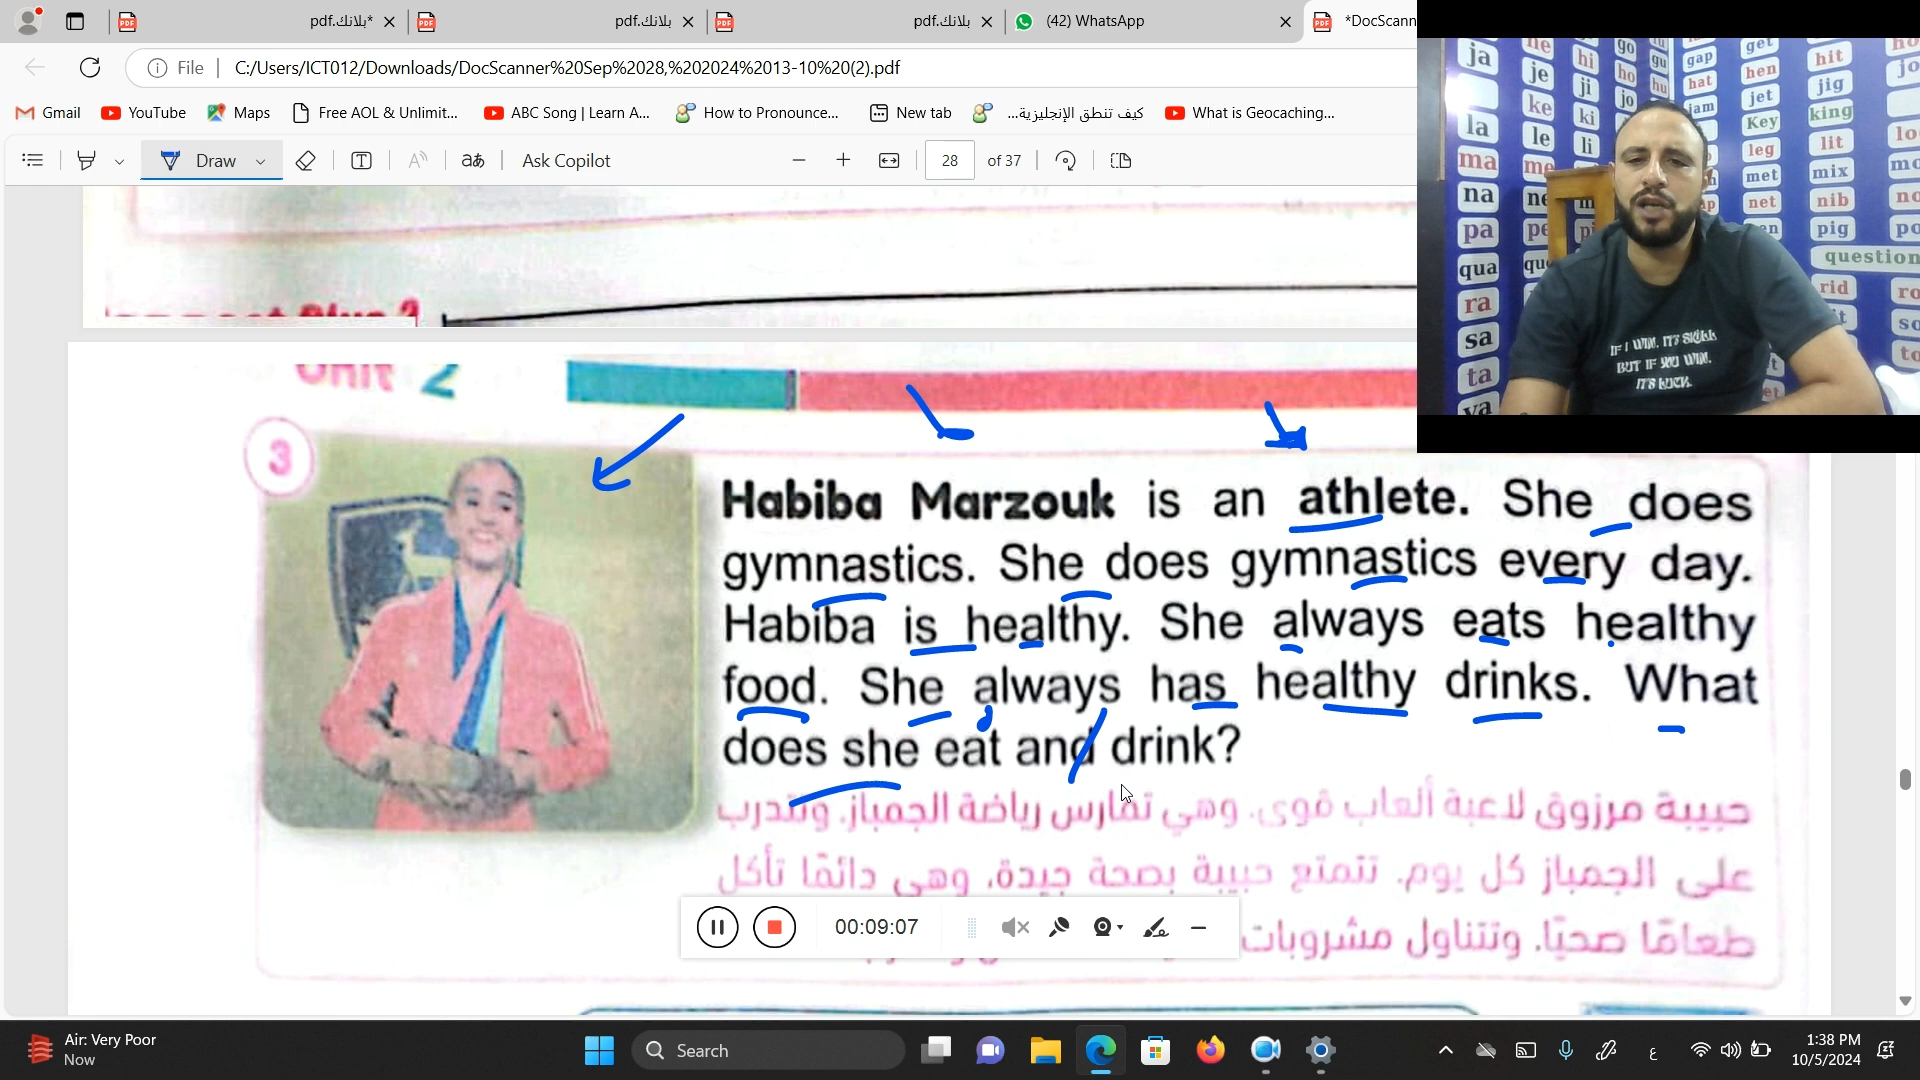 *بلانك.pdf
بلانك.pdf
بلانك.pdf
(42) WhatsApp
*DocScann
File
C:/Users/ICT012/Downloads/DocScanner%20Sep%2028,%202024%2013-10%20(2).pdf
Gmail
YouTube
Maps
Free AOL & Unlimit...
ABC Song | Learn A...
How to Pronounce...
New tab
كيف تنطق الإنجليزية...
What is Geocaching...
Draw
aあ
Ask Copilot
28 of 37
Unit 2
3
Habiba Marzouk is an athlete. She does
gymnastics. She does gymnastics every day.
Habiba is healthy. She always eats healthy
food. She always has healthy drinks. What
does she eat and drink?
حبيبة مرزوق لاعبة ألعاب قوى. وهي تمارس رياضة الجمباز. وتتدرب
على الجمباز كل يوم. تتمتع حبيبة بصحة جيدة، وهي دائمًا تأكل
طعامًا صحيًا. وتتناول مشروبات
00:09:07
ja
je
ji
jo
gu
gap
get
hit
ke
ki
ho
hu
hat
hen
jig
la
le
li
jam
jet
king
ma
me
Key
leg
lit
na
met
mix
pa
pe
net
nib
qua
pig
ra
question
sa
rid
ta
IF I WIN. IT'S SKILL
BUT IF YOU WIN.
IT'S LUCK.
Air: Very Poor
Now
Search
ع
1:38 PM
10/5/2024